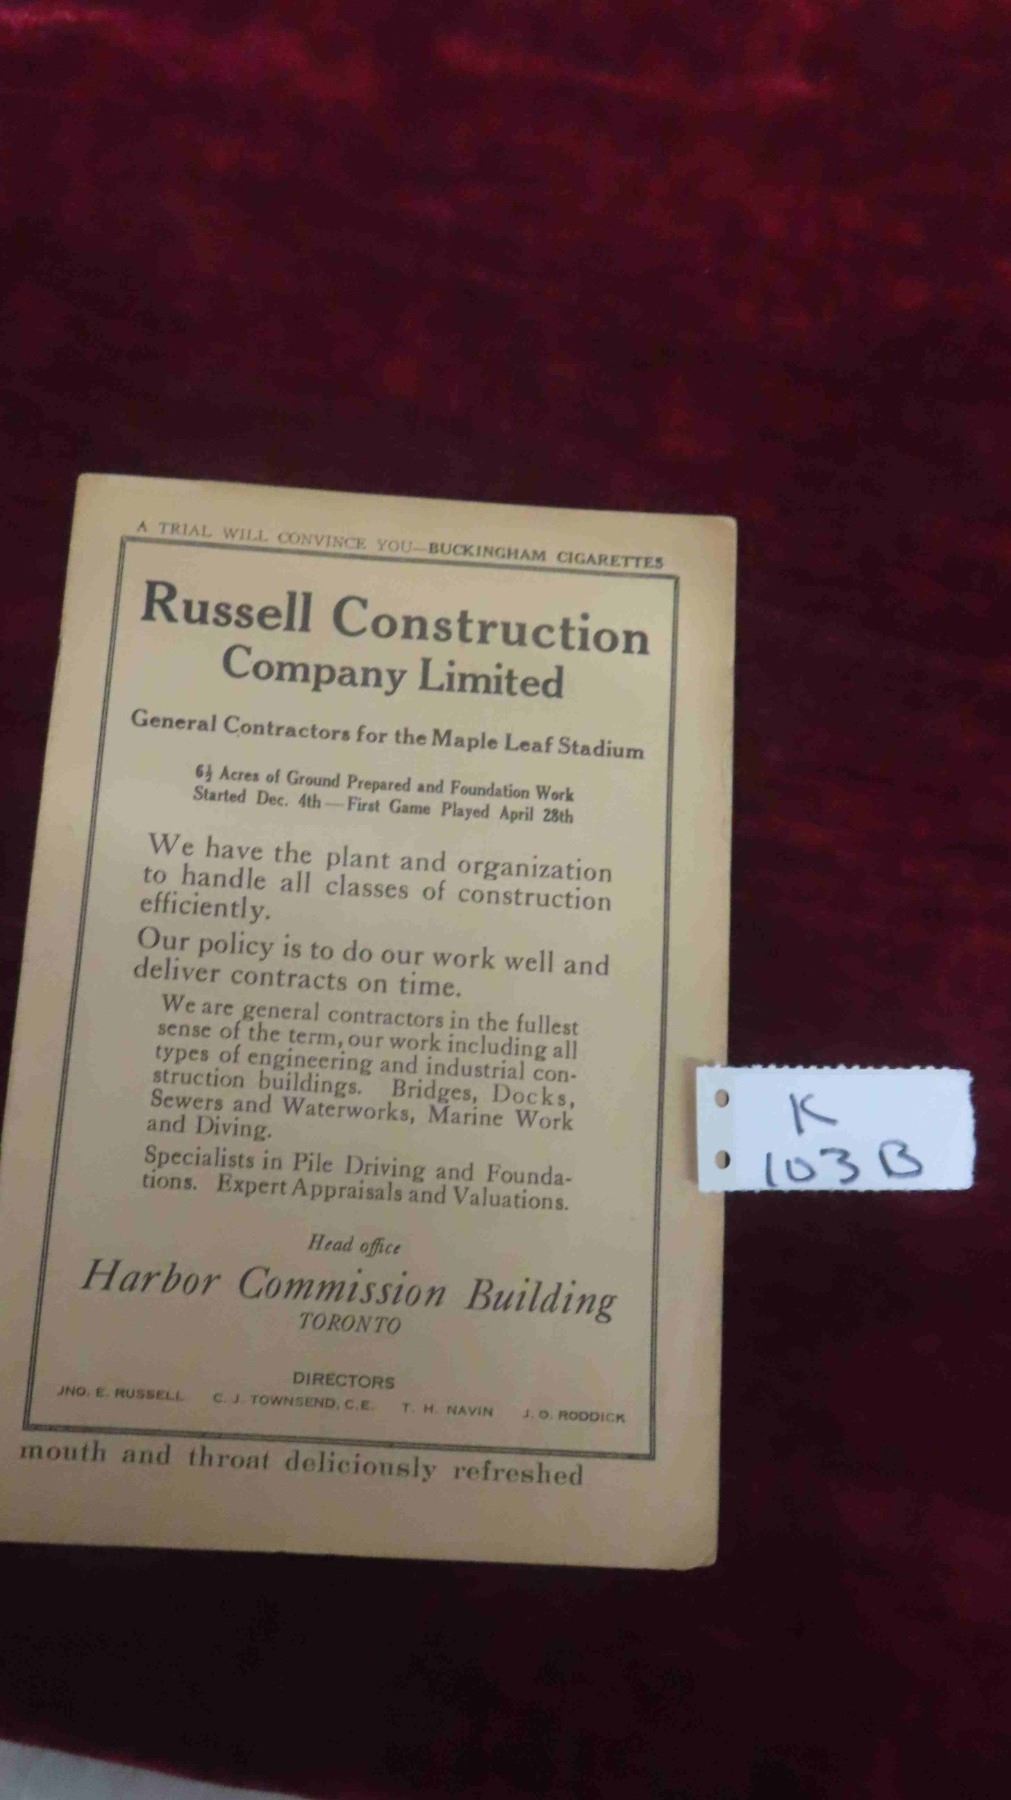 A TRIAL WILL CONVINCE YOU—BUCKINGHAM CIGARETTES
Russell Construction
Company Limited
General Contractors for the Maple Leaf Stadium
6½ Acres of Ground Prepared and Foundation Work
Started Dec. 4th — First Game Played April 28th
We have the plant and organization
to handle all classes of construction
efficiently.
Our policy is to do our work well and
deliver contracts on time.
We are general contractors in the fullest
sense of the term, our work including all
types of engineering and industrial con-
struction buildings. Bridges, Docks,
Sewers and Waterworks, Marine Work
and Diving.
Specialists in Pile Driving and Founda-
tions. Expert Appraisals and Valuations.
Head office
Harbor Commission Building
TORONTO
DIRECTORS
JNO. E. RUSSELL C. J. TOWNSEND, C.E. T. H. NAVIN J. O. RODDICK
mouth and throat deliciously refreshed
K
103 B